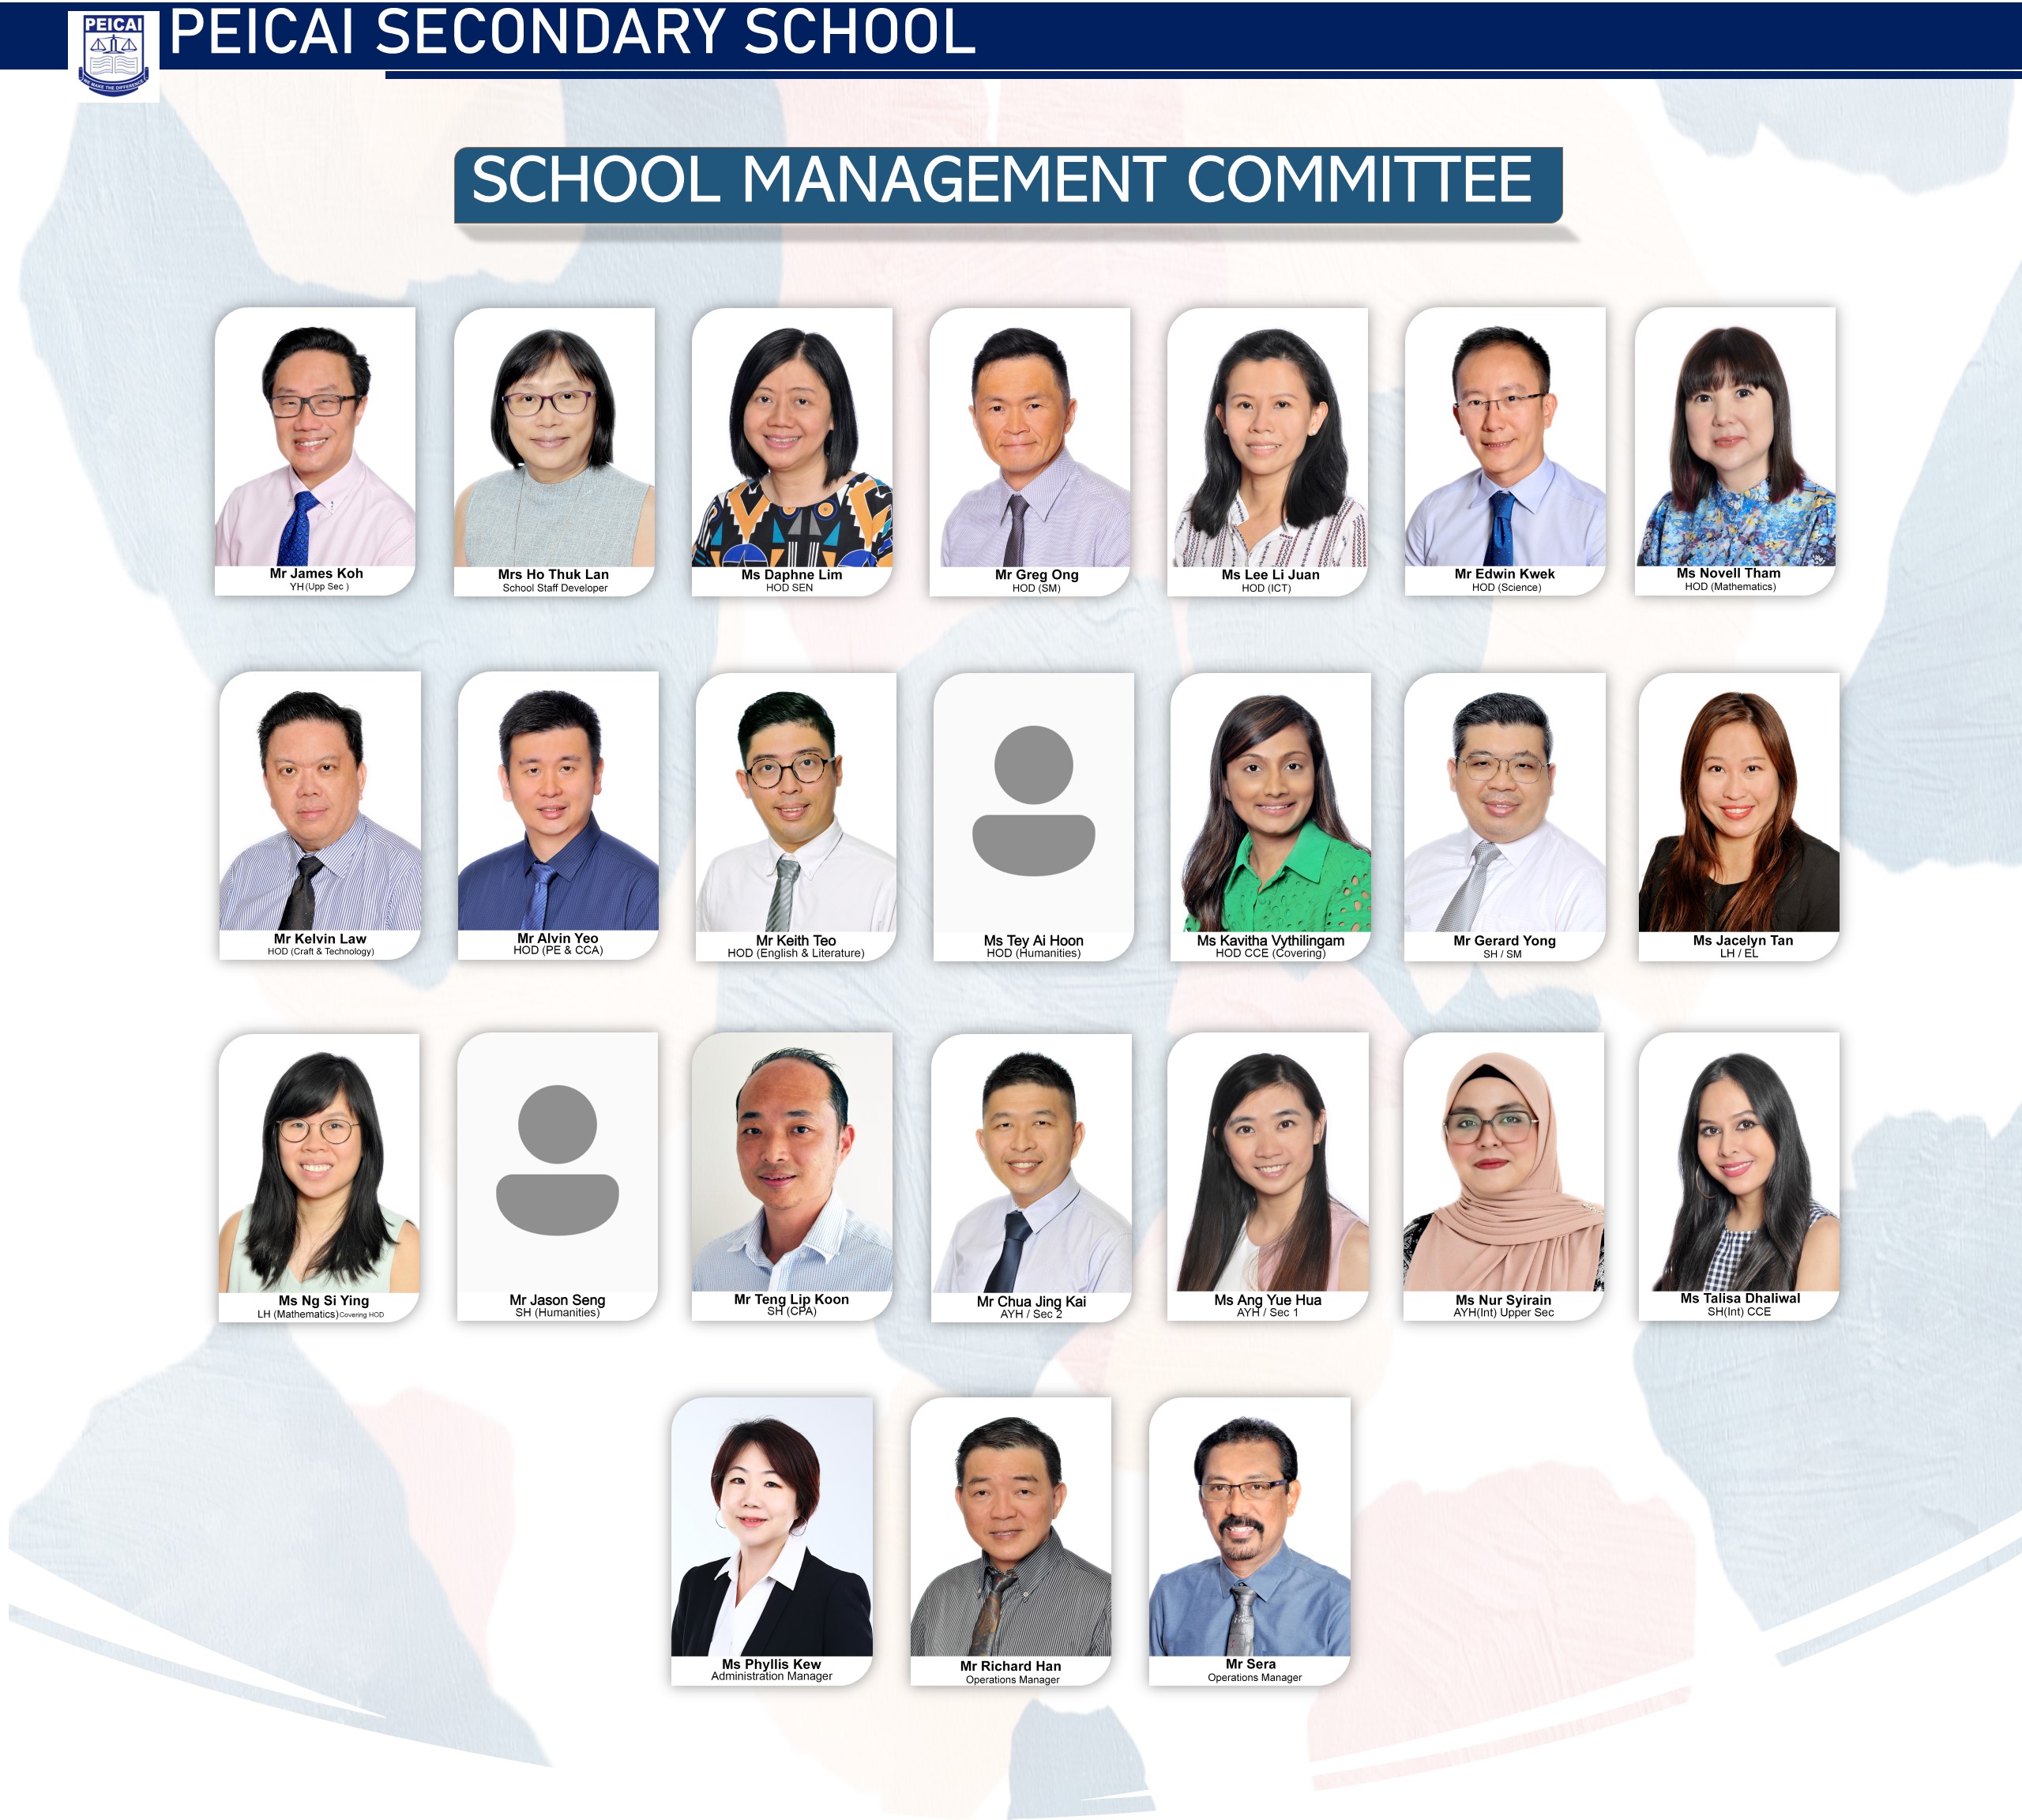 PEICAI
WE MAKE THE DIFFERENCE
PEICAI SECONDARY SCHOOL
SCHOOL MANAGEMENT COMMITTEE
Mr James Koh
YH(Upp Sec )
Mrs Ho Thuk Lan
School Staff Developer
Ms Daphne Lim
HOD SEN
Mr Greg Ong
HOD (SM)
Ms Lee Li Juan
HOD (ICT)
Mr Edwin Kwek
HOD (Science)
Ms Novell Tham
HOD (Mathematics)
Mr Kelvin Law
HOD (Craft & Technology)
Mr Alvin Yeo
HOD (PE & CCA)
Mr Keith Teo
HOD (English & Literature)
Ms Tey Ai Hoon
HOD (Humanities)
Ms Kavitha Vythilingam
HOD CCE (Covering)
Mr Gerard Yong
SH / SM
Ms Jacelyn Tan
LH / EL
Ms Ng Si Ying
LH (Mathematics)Covering HOD
Mr Jason Seng
SH (Humanities)
Mr Teng Lip Koon
SH (CPA)
Mr Chua Jing Kai
AYH / Sec 2
Ms Ang Yue Hua
AYH / Sec 1
Ms Nur Syirain
AYH(Int) Upper Sec
Ms Talisa Dhaliwal
SH(Int) CCE
Ms Phyllis Kew
Administration Manager
Mr Richard Han
Operations Manager
Mr Sera
Operations Manager